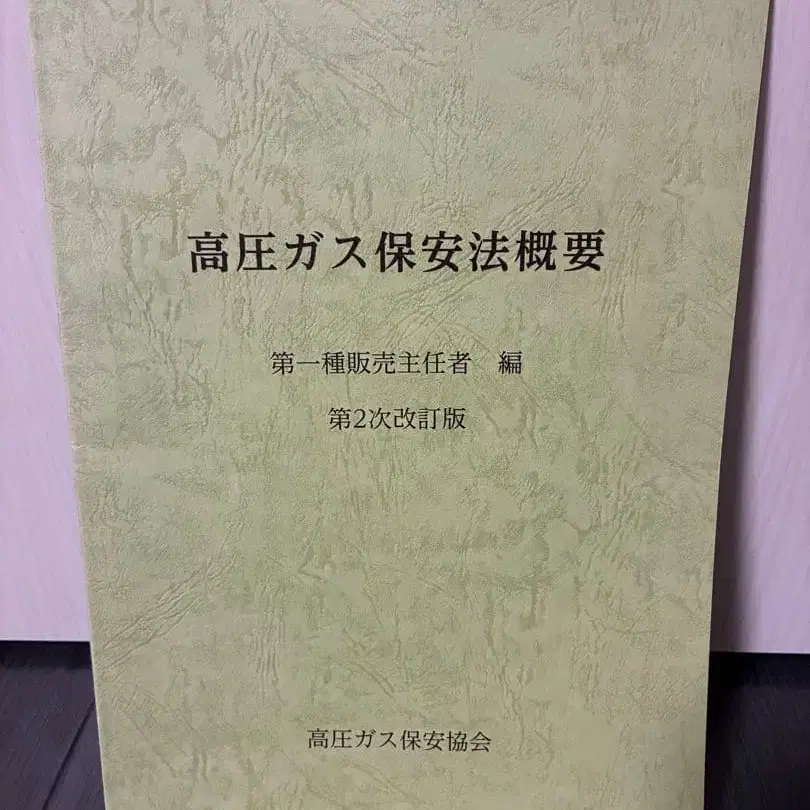 高圧ガス保安法概要
第一種販売主任者　編
第2次改訂版
高圧ガス保安協会